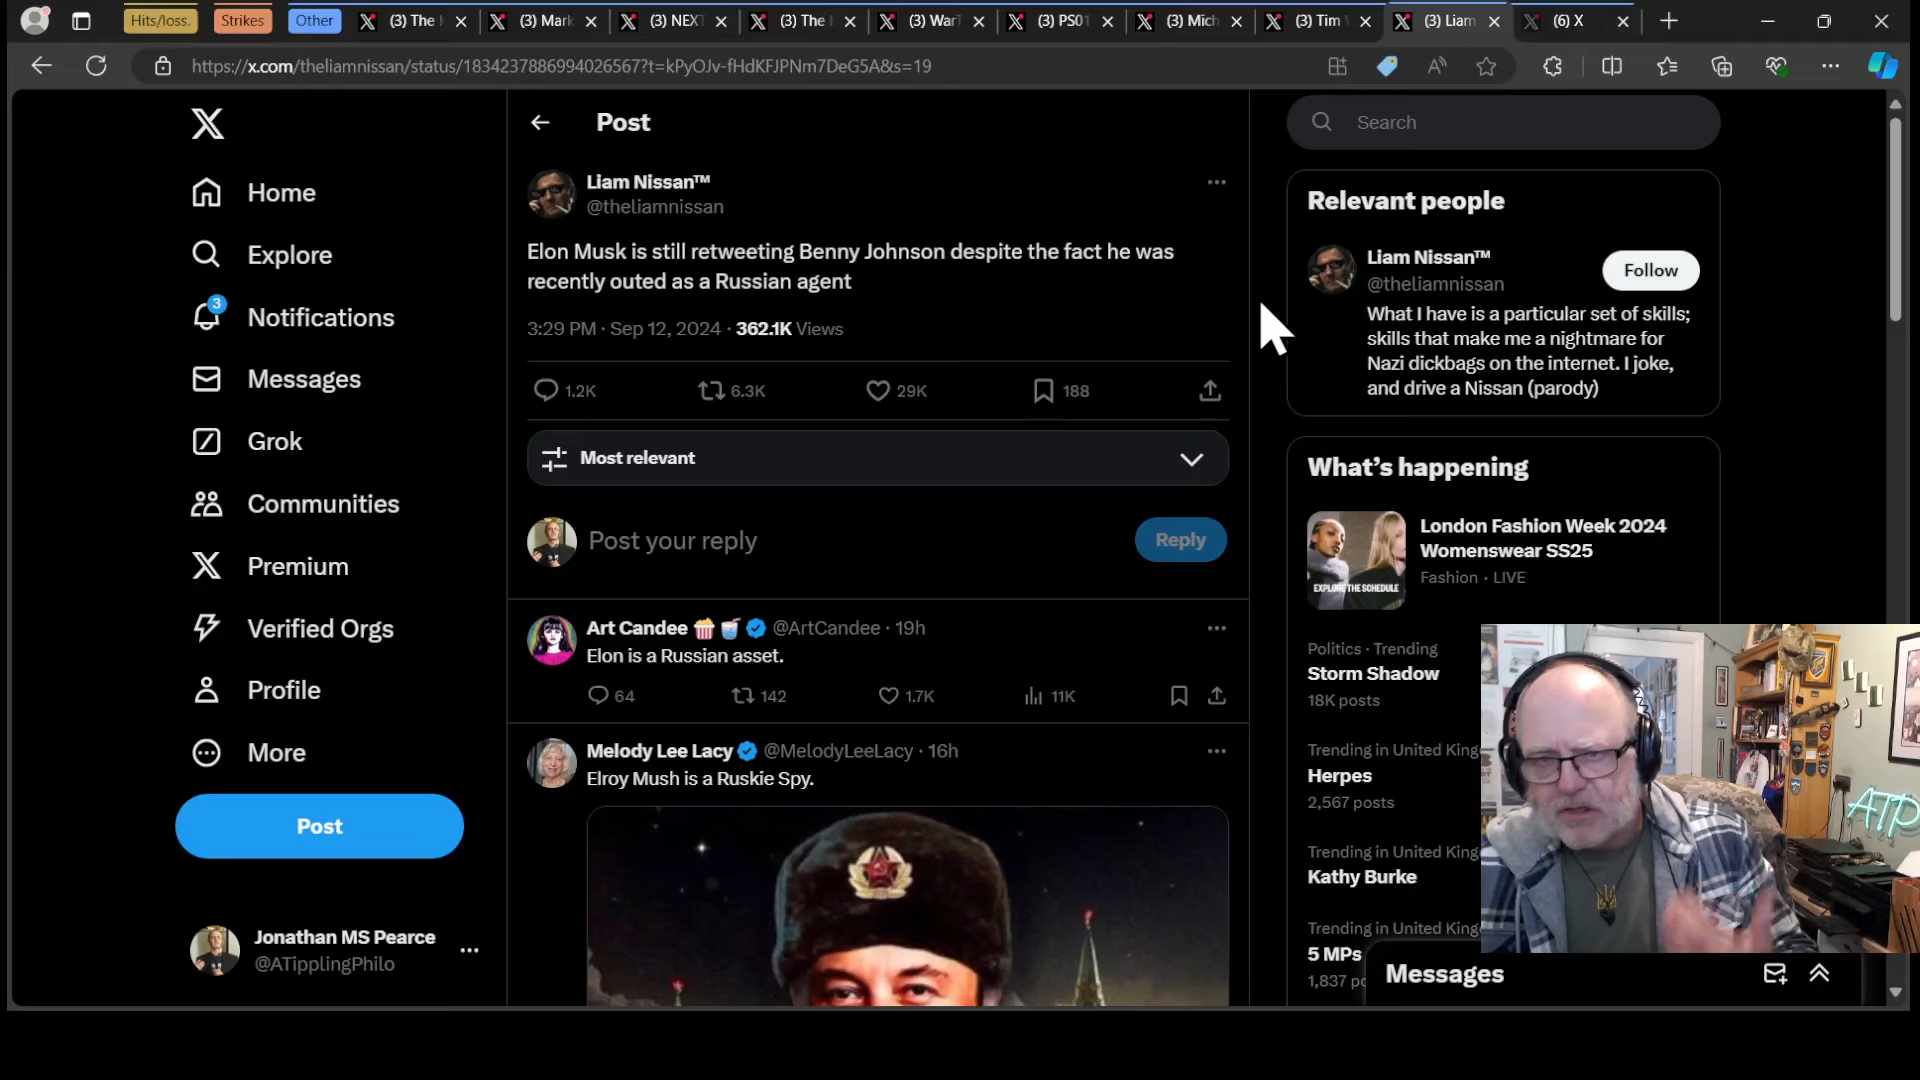 Hits/loss.
Strikes
Other
(3) The
(3) Mark
(3) NEXT
(3) The
(3) War
(3) PS01
(3) Mich
(3) Tim
(3) Liam
(6) X
https://x.com/theliamnissan/status/1834237886994026567?t=kPyOJv-fHdKFJPNm7DeG5A&s=19
Home
Explore
3
Notifications
Messages
Grok
Communities
Premium
Verified Orgs
Profile
More
Post
Jonathan MS Pearce
@ATipplingPhilo
Post
Liam Nissan™
@theliamnissan
Elon Musk is still retweeting Benny Johnson despite the fact he was
recently outed as a Russian agent
3:29 PM · Sep 12, 2024 · 362.1K Views
1.2K 6.3K 29K 188
Most relevant
Post your reply
Reply
Art Candee @ArtCandee · 19h
Elon is a Russian asset.
64 142 1.7K 11K
Melody Lee Lacy @MelodyLeeLacy · 16h
Elroy Mush is a Ruskie Spy.
Search
Relevant people
Liam Nissan™
@theliamnissan
Follow
What I have is a particular set of skills;
skills that make me a nightmare for
Nazi dickbags on the internet. I joke,
and drive a Nissan (parody)
What's happening
London Fashion Week 2024
Womenswear SS25
Fashion · LIVE
EXPLORE THE SCHEDULE
Politics · Trending
Storm Shadow
18K posts
Trending in United King
Herpes
2,567 posts
Trending in United King
Kathy Burke
Trending in United King
5 MPs
1,837 po
Messages
ATP